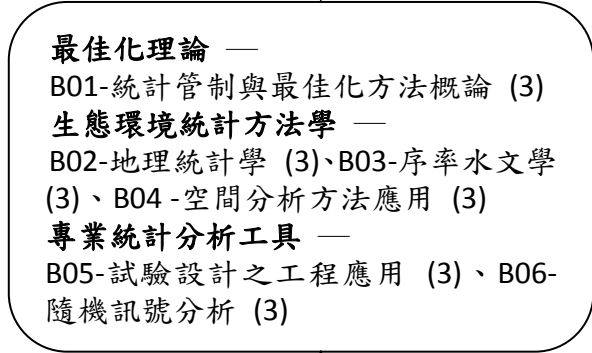 最佳化理論 —
B01-統計管制與最佳化方法概論 (3)
生態環境統計方法學 —
B02-地理統計學 (3)、B03-序率水文學
(3)、B04 -空間分析方法應用 (3)
專業統計分析工具 —
B05-試驗設計之工程應用 (3)、B06-
隨機訊號分析 (3)